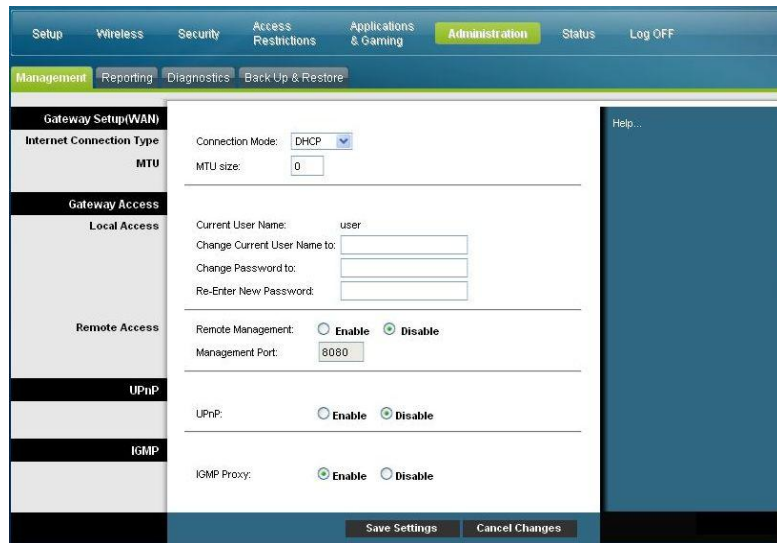 Setup Wireless Security Access Restrictions Applications & Gaming Administration Status Log OFF
Management Reporting Diagnostics Back Up & Restore
Gateway Setup(WAN)
Help...
Internet Connection Type Connection Mode: DHCP
MTU MTU size: 0
Gateway Access
Local Access Current User Name: user
Change Current User Name to:
Change Password to:
Re-Enter New Password:
Remote Access Remote Management: Enable Disable
Management Port: 8080
UPnP
UPnP: Enable Disable
IGMP
IGMP Proxy: Enable Disable
Save Settings Cancel Changes